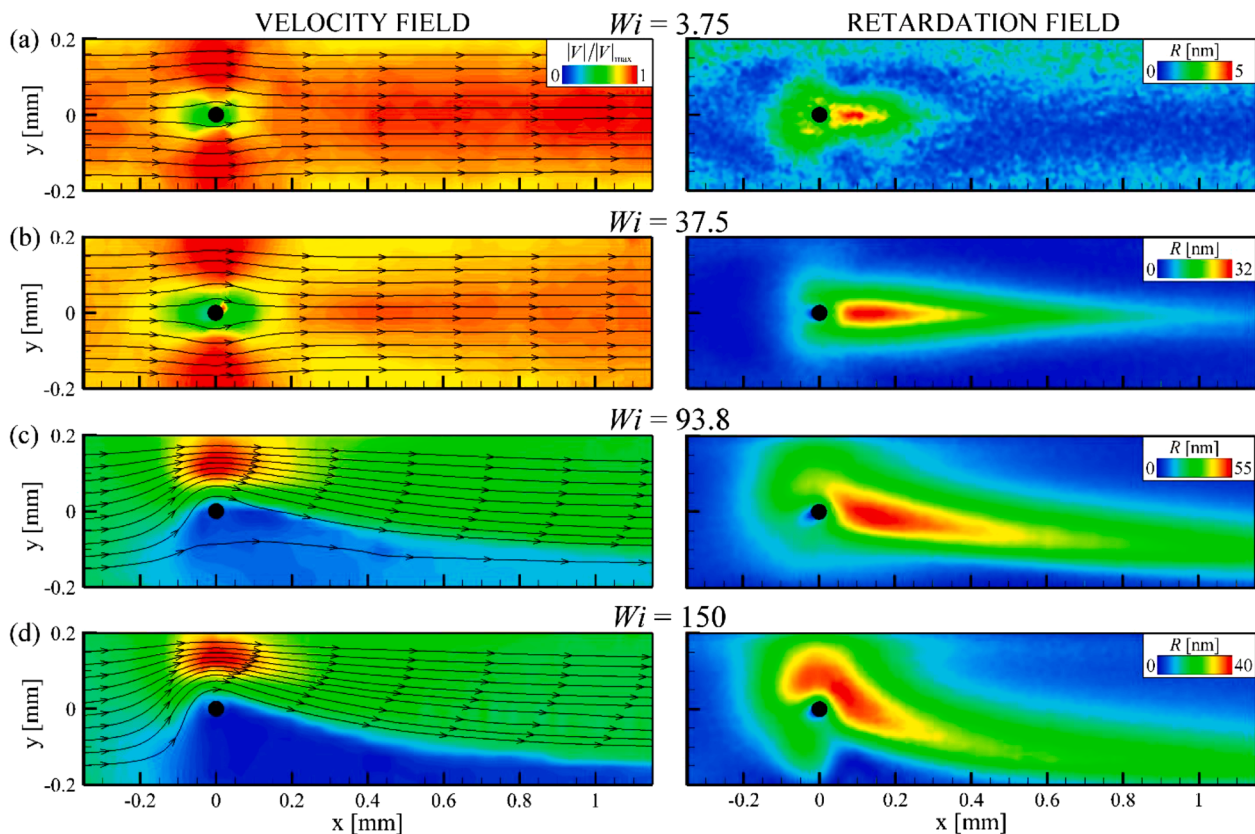 VELOCITY FIELD
Wi = 3.75
RETARDATION FIELD
(a)
0.2
0
-0.2
y [mm]
|V|/|V|max
0 1
R [nm]
0 5
Wi = 37.5
(b)
0.2
0
-0.2
y [mm]
R [nm]
0 32
Wi = 93.8
(c)
0.2
0
-0.2
y [mm]
R [nm]
0 55
Wi = 150
(d)
0.2
0
-0.2
y [mm]
R [nm]
0 40
-0.2 0 0.2 0.4 0.6 0.8 1
x [mm]
-0.2 0 0.2 0.4 0.6 0.8 1
x [mm]